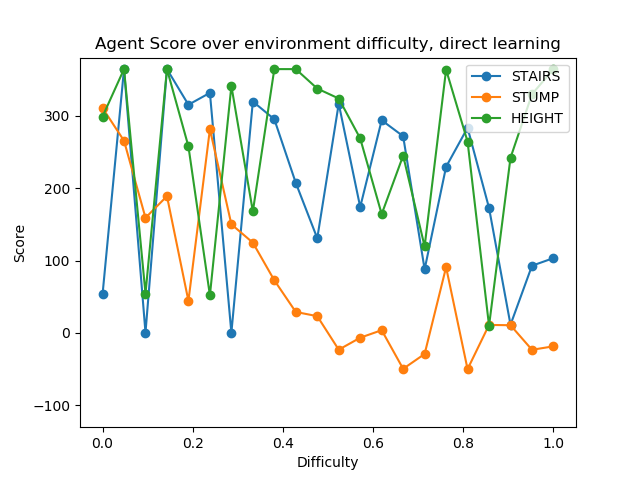 Agent Score over environment difficulty, direct learning
STAIRS
STUMP
HEIGHT
300
200
100
0
−100
Score
0.0 0.2 0.4 0.6 0.8 1.0
Difficulty